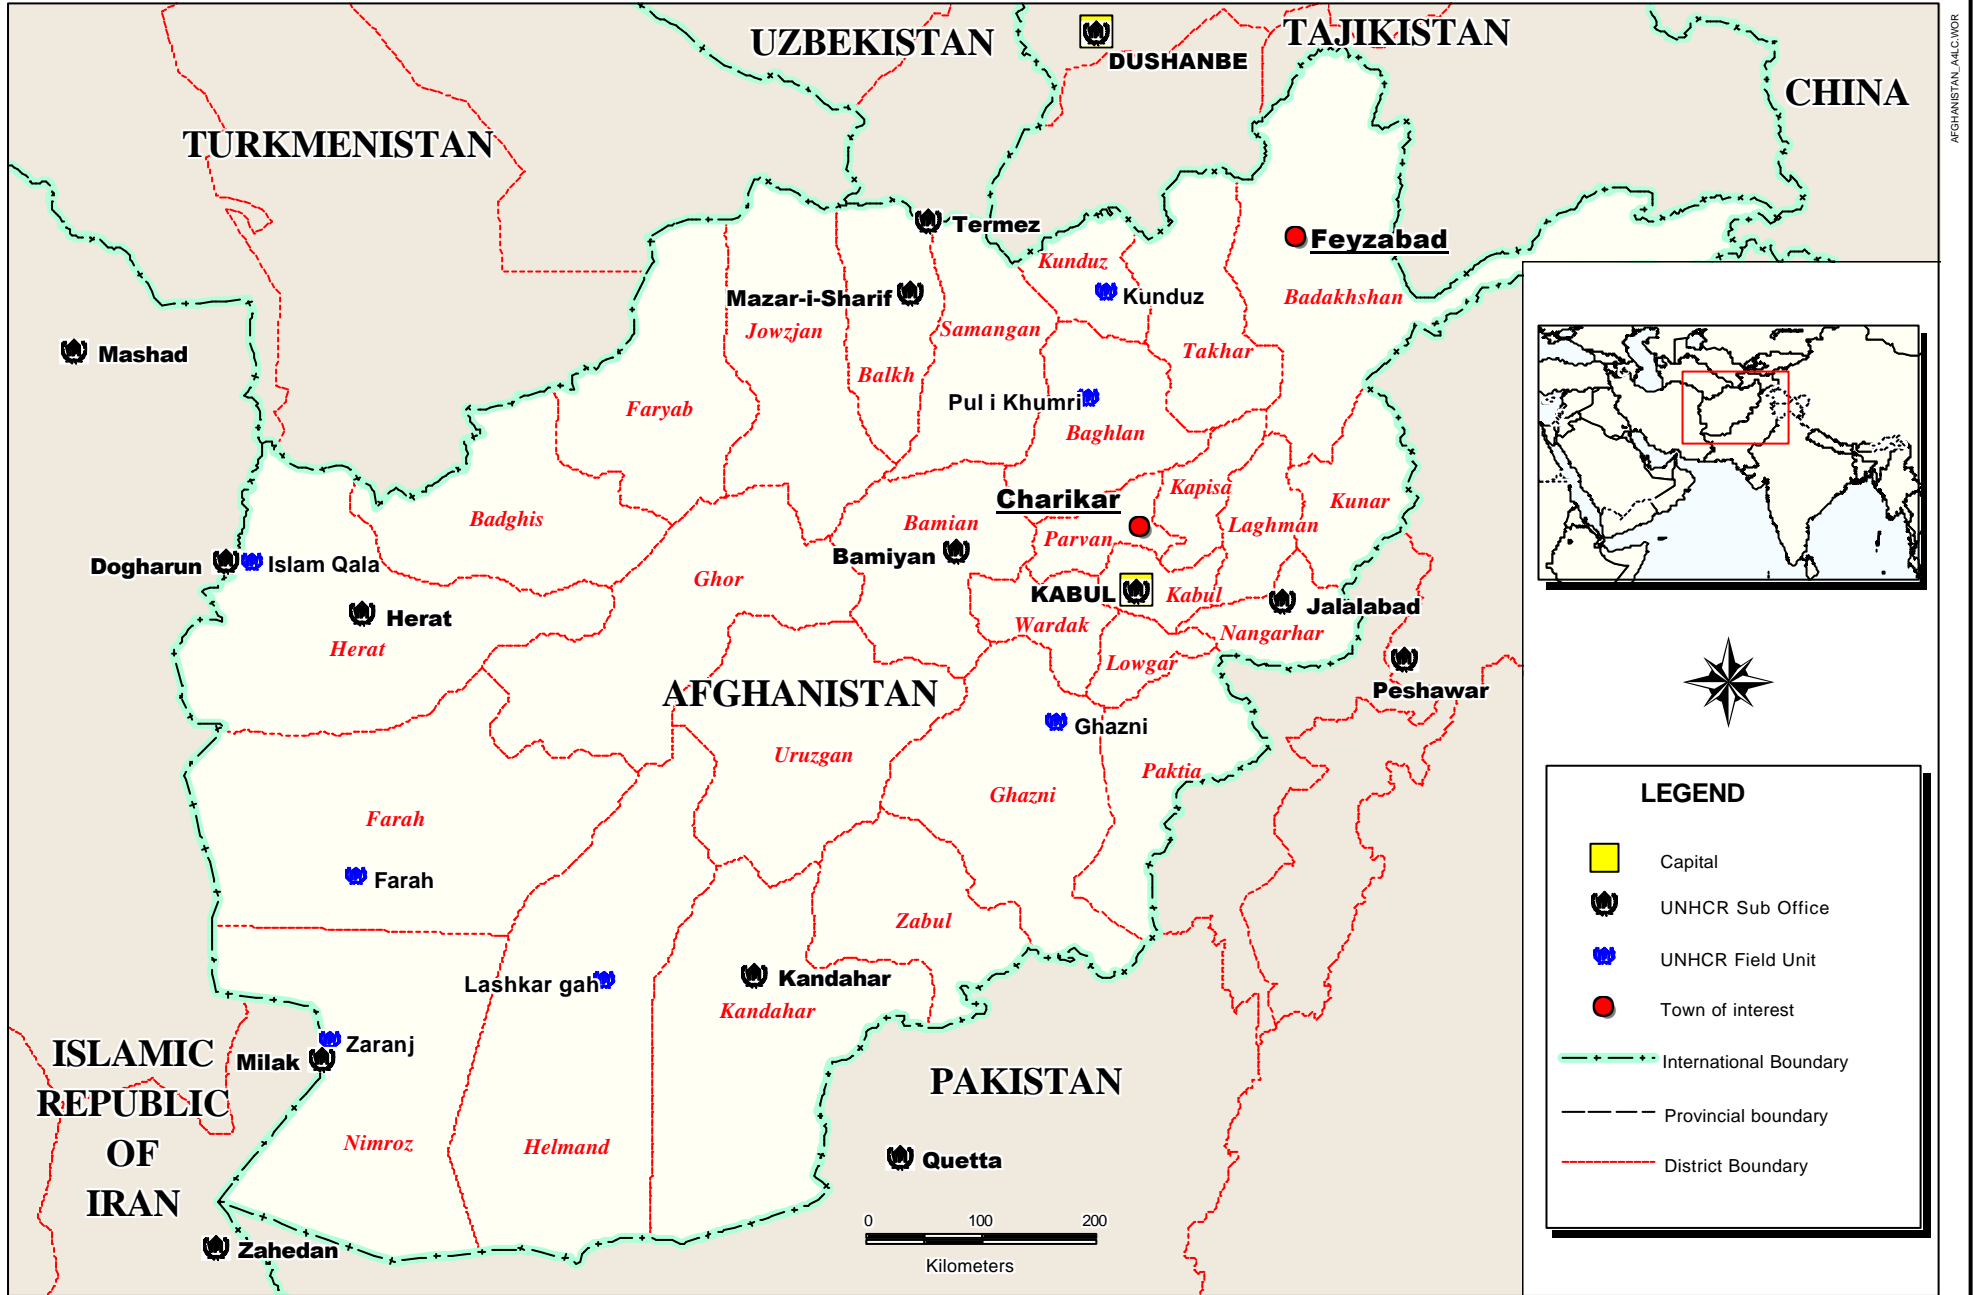 UZBEKISTAN
TAJIKISTAN
DUSHANBE
CHINA
AFGHANISTAN_A4LC.WOR
TURKMENISTAN
Termez
Feyzabad
Kunduz
Mazar-i-Sharif
Kunduz
Badakhshan
Jowzjan
Samangan
Mashad
Takhar
Balkh
Faryab
Pul i Khumri
Baghlan
Kapisa
Charikar
Kunar
Badghis
Bamian
Laghman
Parvan
Dogharun
Islam Qala
Bamiyan
Ghor
KABUL
Kabul
Jalalabad
Herat
Wardak
Nangarhar
Herat
Lowgar
AFGHANISTAN
Peshawar
Ghazni
Uruzgan
Paktia
Ghazni
Farah
Farah
Zabul
Lashkar gah
Kandahar
Kandahar
Zaranj
Milak
ISLAMIC
REPUBLIC
OF
IRAN
PAKISTAN
Nimroz
Helmand
Quetta
Zahedan
0 100 200
Kilometers
LEGEND
Capital
UNHCR Sub Office
UNHCR Field Unit
Town of interest
International Boundary
Provincial boundary
District Boundary